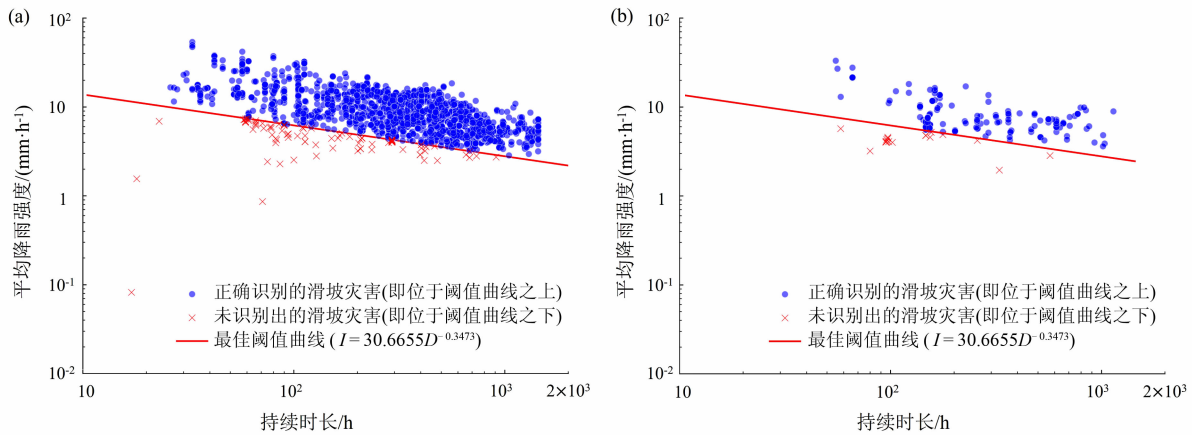 (a)
10²
10
1
10⁻¹
10⁻²
平均降雨强度/(mm·h⁻¹)
正确识别的滑坡灾害(即位于阈值曲线之上)
未识别出的滑坡灾害(即位于阈值曲线之下)
最佳阈值曲线 (I=30.6655D⁻⁰·³⁴⁷³)
10
10²
10³
2×10³
持续时长/h
(b)
10²
10
1
10⁻¹
10⁻²
平均降雨强度/(mm·h⁻¹)
正确识别的滑坡灾害(即位于阈值曲线之上)
未识别出的滑坡灾害(即位于阈值曲线之下)
最佳阈值曲线 (I=30.6655D⁻⁰·³⁴⁷³)
10
10²
10³
2×10³
持续时长/h